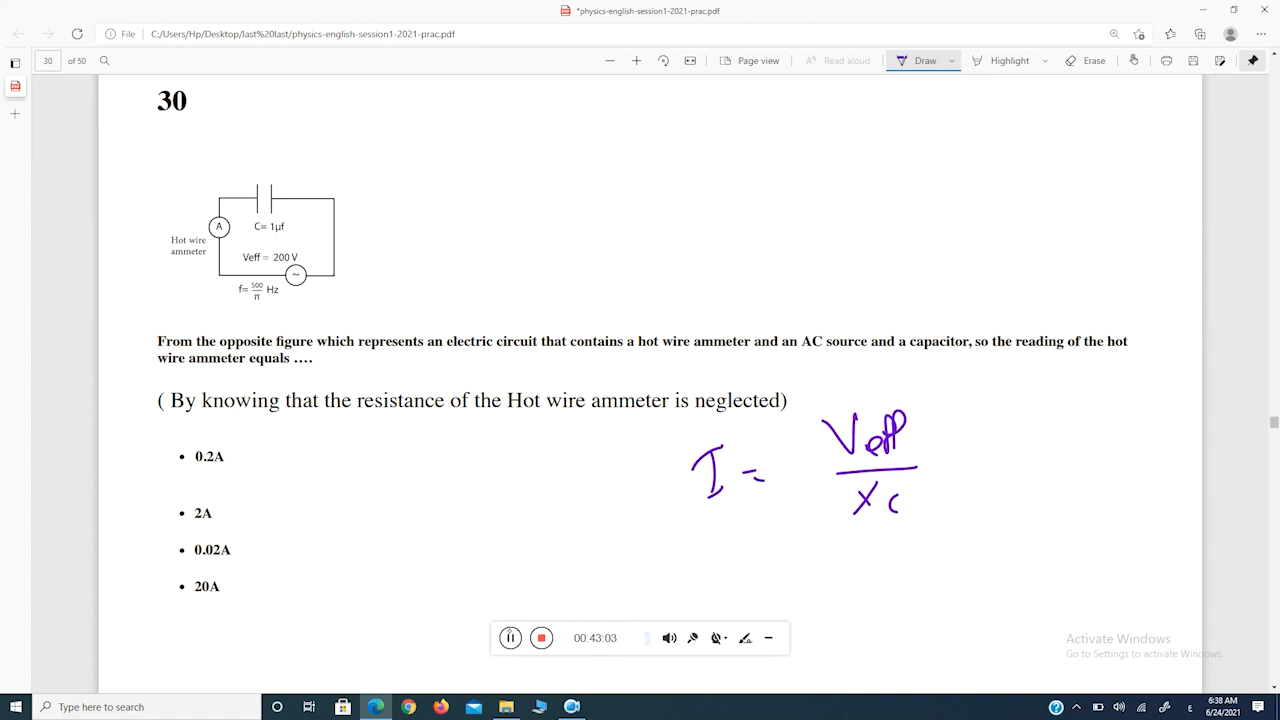 *physics-english-session1-2021-prac.pdf
File C:/Users/Hp/Desktop/last%20last/physics-english-session1-2021-prac.pdf
30 of 50 Page view Read aloud Draw Highlight Erase
30
A
C= 1μf
Hot wire
ammeter
Veff = 200 V
~
f= 500/π Hz
From the opposite figure which represents an electric circuit that contains a hot wire ammeter and an AC source and a capacitor, so the reading of the hot
wire ammeter equals ….
( By knowing that the resistance of the Hot wire ammeter is neglected)
• 0.2A
• 2A
• 0.02A
• 20A
I = Veff / Xc
00:43:03
Activate Windows
Go to Settings to activate Windows.
Type here to search
6:38 AM
6/24/2021